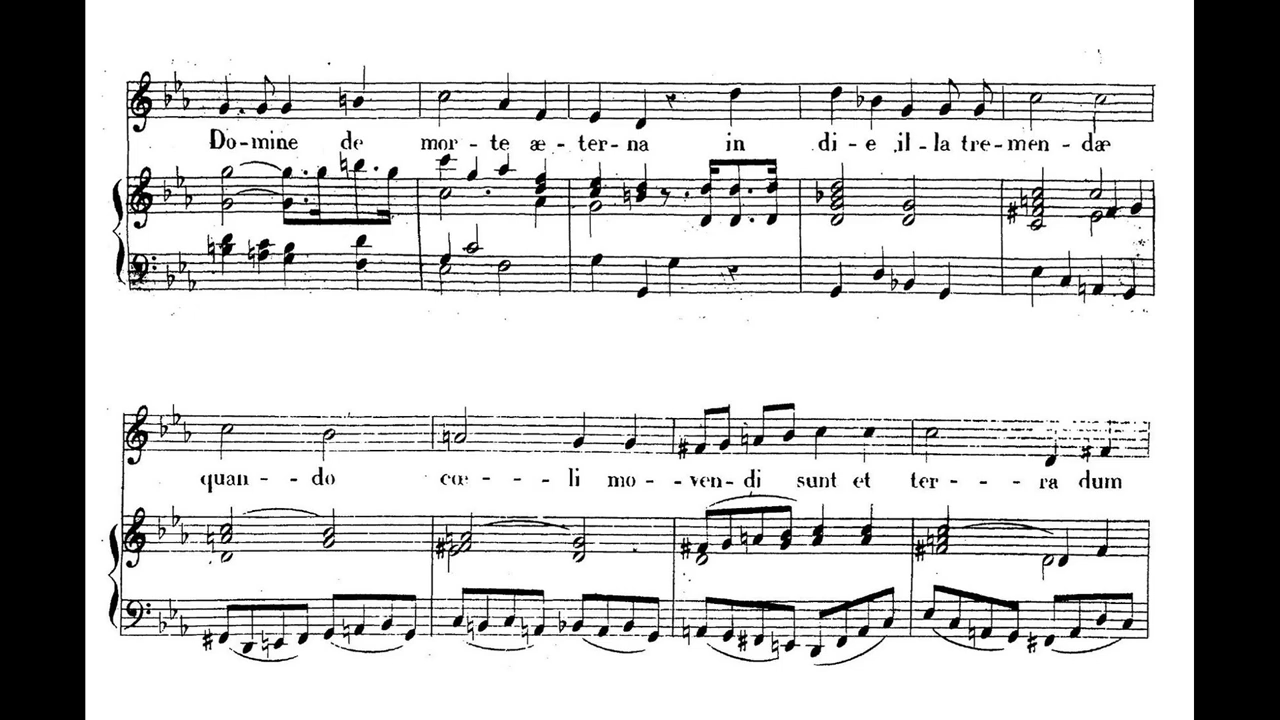 Do-mine de mor-te æ-ter-na in di-e il-la tre-men-dæ
quan--do cœ--li mo-ven-di sunt et ter---ra dum